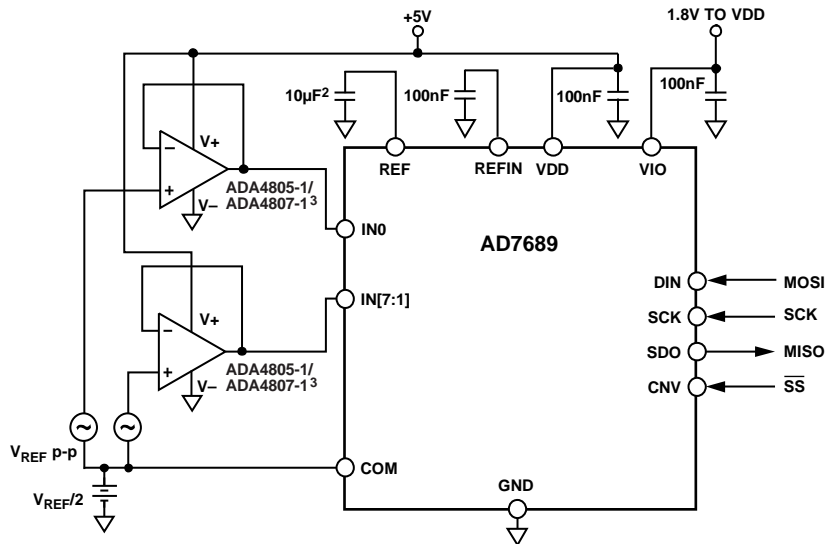 +5V
1.8V TO VDD
10µF²
100nF
100nF
100nF
V+
REF
REFIN
VDD
VIO
ADA4805-1/
ADA4807-1³
V–
IN0
AD7689
IN[7:1]
DIN
MOSI
V+
SCK
SCK
SDO
MISO
ADA4805-1/
ADA4807-1³
V–
CNV
SS
VREF p-p
COM
GND
VREF/2